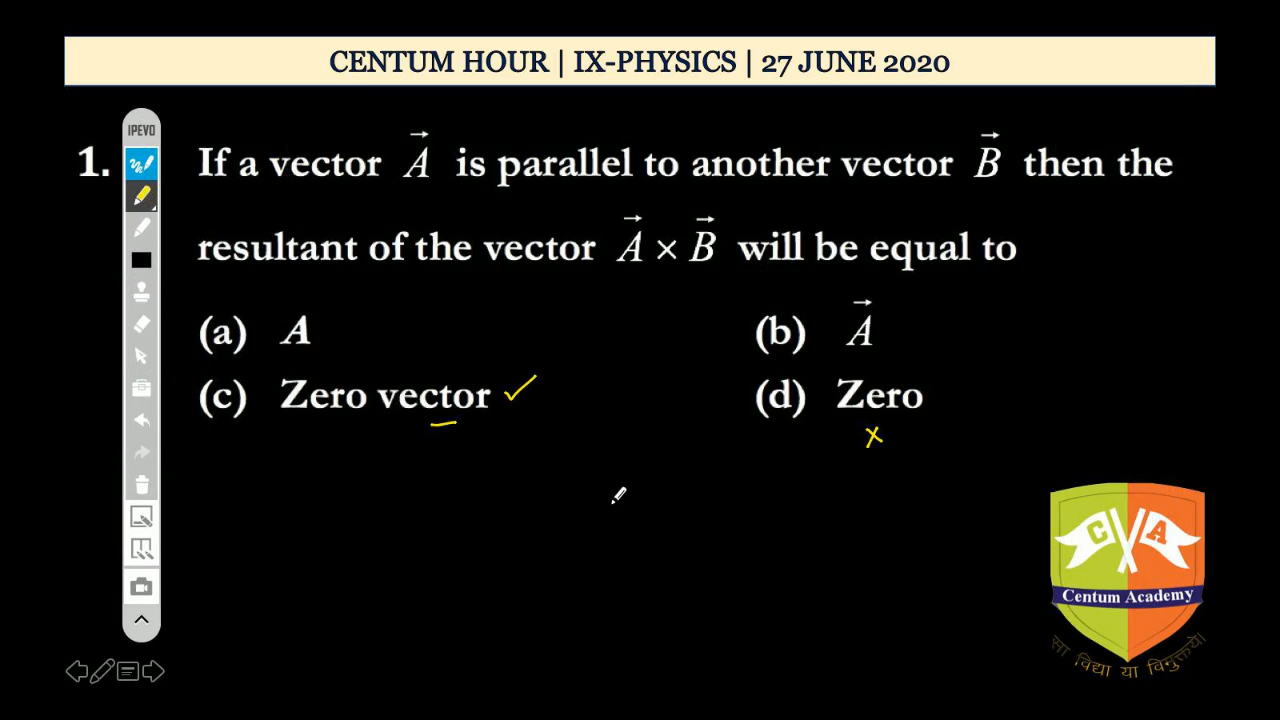 CENTUM HOUR | IX-PHYSICS | 27 JUNE 2020
IPEVO
1. If a vector A⃗ is parallel to another vector B⃗ then the
resultant of the vector A⃗ × B⃗ will be equal to
(a) A (b) A⃗
(c) Zero vector ✓ (d) Zero
×
C A
Centum Academy
सा विद्या या विमुक्तये